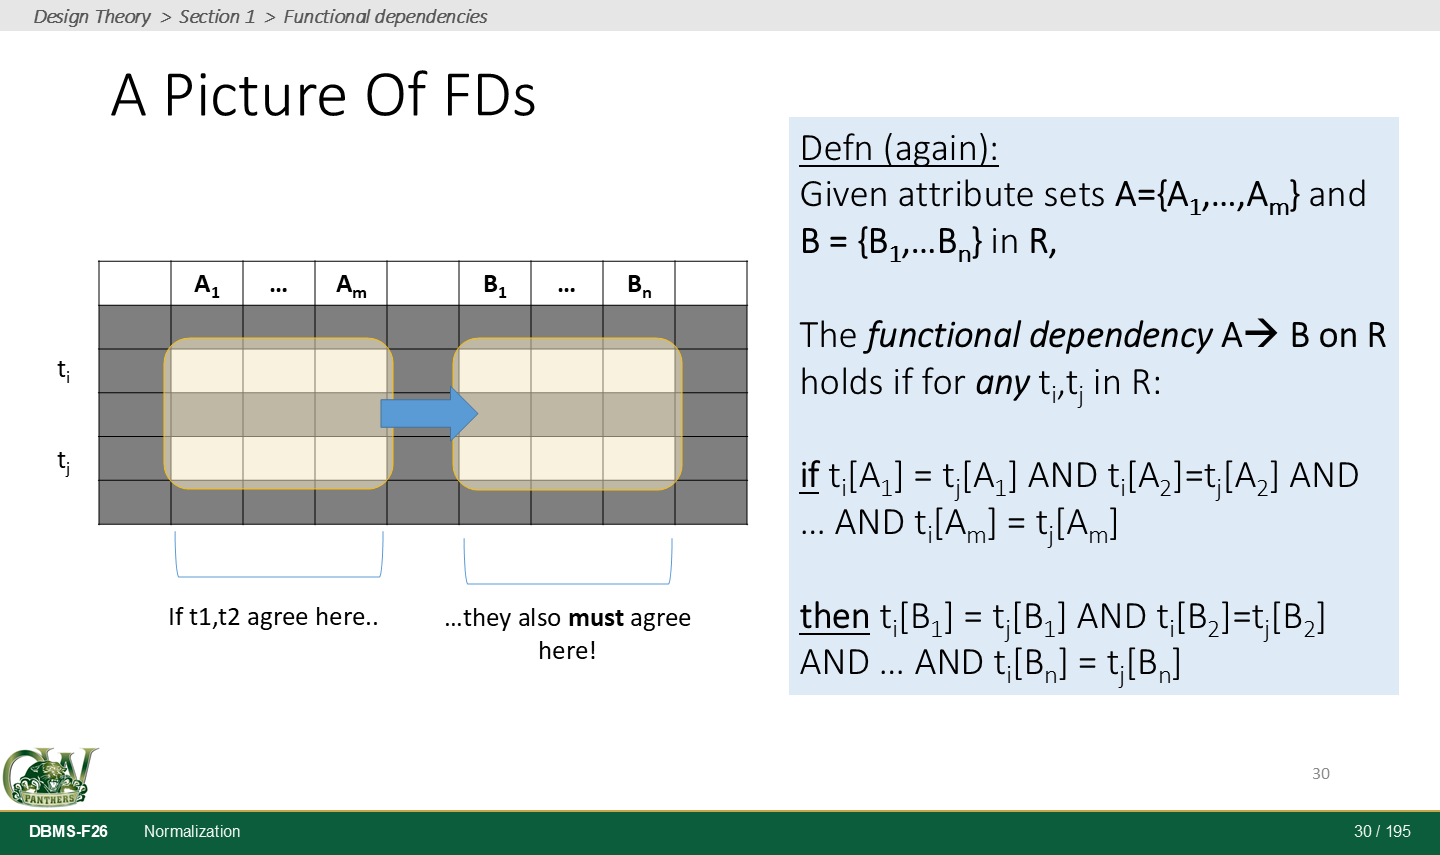 Design Theory > Section 1 > Functional dependencies
A Picture Of FDs
A1 … Am B1 … Bn
ti
tj
If t1,t2 agree here..
…they also must agree
here!
Defn (again):
Given attribute sets A={A1,…,Am} and
B = {B1,…Bn} in R,
The functional dependency A→ B on R
holds if for any ti,tj in R:
if ti[A1] = tj[A1] AND ti[A2]=tj[A2] AND
… AND ti[Am] = tj[Am]
then ti[B1] = tj[B1] AND ti[B2]=tj[B2]
AND … AND ti[Bn] = tj[Bn]
30
OW
PANTHERS
DBMS-F26 Normalization 30 / 195